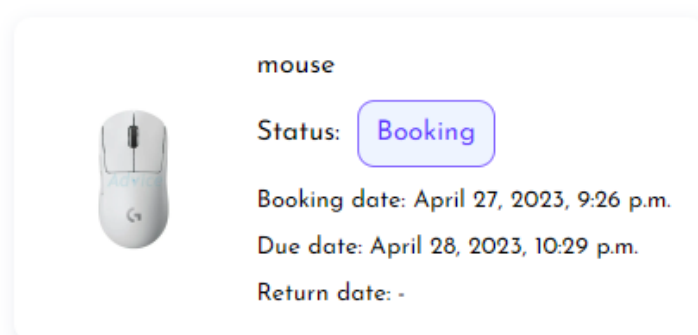 mouse
Status: Booking
Advice
Booking date: April 27, 2023, 9:26 p.m.
Due date: April 28, 2023, 10:29 p.m.
Return date: -